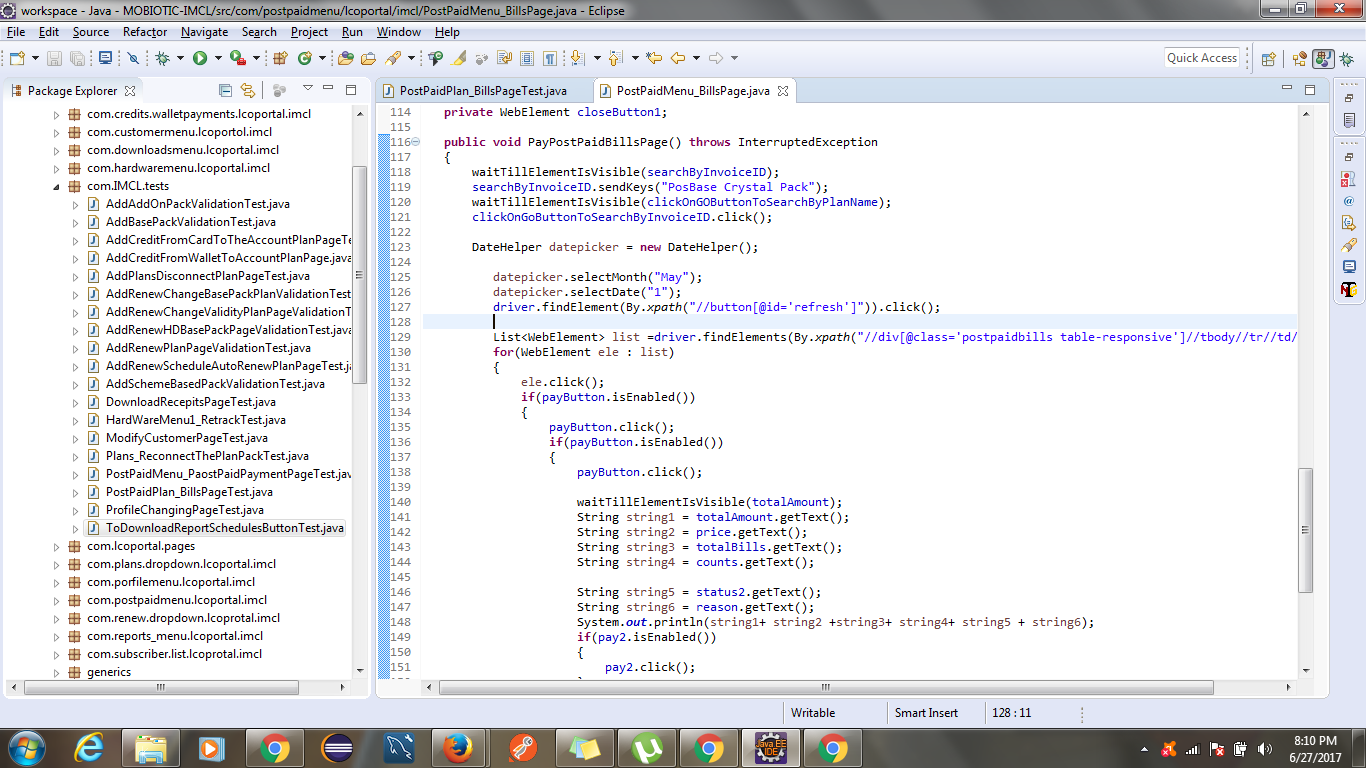 workspace - Java - MOBIOTIC-IMCL/src/com/postpaidmenu/lcoportal/imcl/PostPaidMenu_BillsPage.java - Eclipse
File Edit Source Refactor Navigate Search Project Run Window Help
Quick Access
Package Explorer
com.credits.walletpayments.lcoportal.imcl
com.customermenu.lcoportal.imcl
com.downloadsmenu.lcoportal.imcl
com.hardwaremenu.lcoportal.imcl
com.IMCL.tests
AddAddOnPackValidationTest.java
AddBasePackValidationTest.java
AddCreditFromCardToTheAccountPlanPageTe
AddCreditFromWalletToAccountPlanPage.java
AddPlansDisconnectPlanPageTest.java
AddRenewChangeBasePackPlanValidationTest
AddRenewChangeValidityPlanPageValidationT
AddRenewHDBasePackPageValidationTest.java
AddRenewPlanPageValidationTest.java
AddRenewScheduleAutoRenewPlanPageTest.ja
AddSchemeBasedPackValidationTest.java
DownloadRecepitsPageTest.java
HardWareMenu1_RetrackTest.java
ModifyCustomerPageTest.java
Plans_ReconnectThePlanPackTest.java
PostPaidMenu_PaostPaidPaymentPageTest.jav
PostPaidPlan_BillsPageTest.java
ProfileChangingPageTest.java
ToDownloadReportSchedulesButtonTest.java
com.lcoportal.pages
com.plans.dropdown.lcoportal.imcl
com.porfilemenu.lcoportal.imcl
com.postpaidmenu.lcoportal.imcl
com.renew.dropdown.lcoprotal.imcl
com.reports_menu.lcoportal.imcl
com.subscriber.list.lcoprotal.imcl
generics
PostPaidPlan_BillsPageTest.java PostPaidMenu_BillsPage.java
114 private WebElement closeButton1;
115
116 public void PayPostPaidBillsPage() throws InterruptedException
117 {
118 waitTillElementIsVisible(searchByInvoiceID);
119 searchByInvoiceID.sendKeys("PosBase Crystal Pack");
120 waitTillElementIsVisible(clickOnGOButtonToSearchByPlanName);
121 clickOnGoButtonToSearchByInvoiceID.click();
122
123 DateHelper datepicker = new DateHelper();
124
125 datepicker.selectMonth("May");
126 datepicker.selectDate("1");
127 driver.findElement(By.xpath("//button[@id='refresh']")).click();
128
129 List<WebElement> list =driver.findElements(By.xpath("//div[@class='postpaidbills table-responsive']//tbody//tr//td/
130 for(WebElement ele : list)
131 {
132 ele.click();
133 if(payButton.isEnabled())
134 {
135 payButton.click();
136 if(payButton.isEnabled())
137 {
138 payButton.click();
139
140 waitTillElementIsVisible(totalAmount);
141 String string1 = totalAmount.getText();
142 String string2 = price.getText();
143 String string3 = totalBills.getText();
144 String string4 = counts.getText();
145
146 String string5 = status2.getText();
147 String string6 = reason.getText();
148 System.out.println(string1+ string2 +string3+ string4+ string5 + string6);
149 if(pay2.isEnabled())
150 {
151 pay2.click();
Writable Smart Insert 128 : 11
Java EE
IDE
8:10 PM
6/27/2017